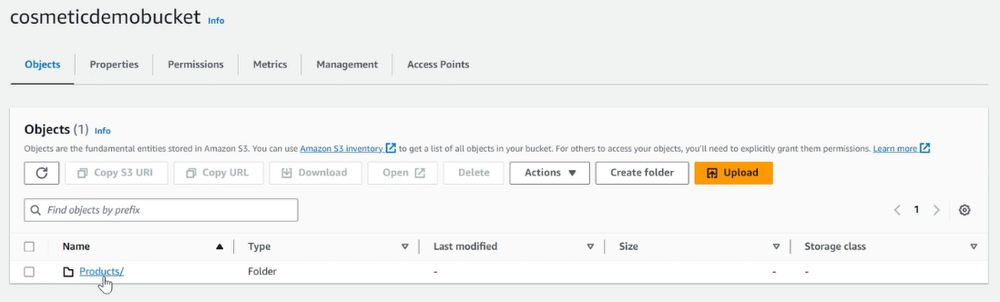 cosmeticdemobucket Info
Objects Properties Permissions Metrics Management Access Points
Objects (1) Info
Objects are the fundamental entities stored in Amazon S3. You can use Amazon S3 inventory to get a list of all objects in your bucket. For others to access your objects, you'll need to explicitly grant them permissions. Learn more
Copy S3 URI Copy URL Download Open Delete Actions Create folder Upload
Find objects by prefix 1
Name Type Last modified Size Storage class
Products/ Folder - - -